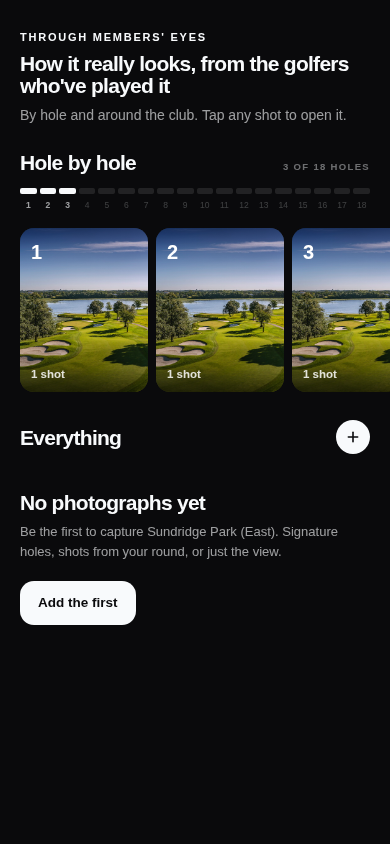 THROUGH MEMBERS' EYES
How it really looks, from the golfers
who've played it
By hole and around the club. Tap any shot to open it.
Hole by hole
3 OF 18 HOLES
1 2 3 4 5 6 7 8 9 10 11 12 13 14 15 16 17 18
1 2 3
1 shot 1 shot 1 shot
Everything
+
No photographs yet
Be the first to capture Sundridge Park (East). Signature
holes, shots from your round, or just the view.
Add the first